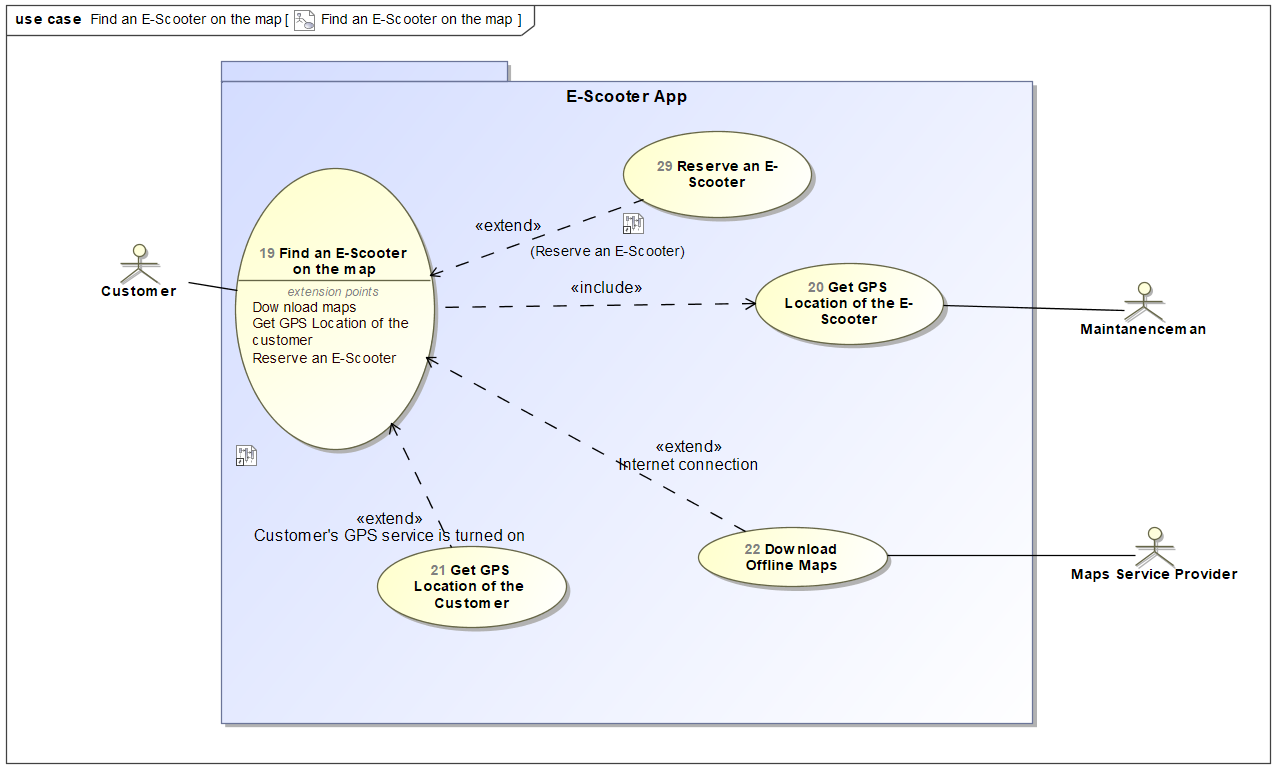 use case Find an E-Scooter on the map [ Find an E-Scooter on the map ]
E-Scooter App
29 Reserve an E-
Scooter
«extend»
(Reserve an E-Scooter)
19 Find an E-Scooter
on the map
extension points
Dow nload maps
Get GPS Location of the
customer
Reserve an E-Scooter
Customer
«include»
20 Get GPS
Location of the E-
Scooter
Maintanenceman
«extend»
Internet connection
«extend»
Customer's GPS service is turned on
21 Get GPS
Location of the
Customer
22 Download
Offline Maps
Maps Service Provider